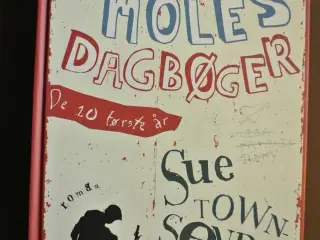 MOLES
DAGBØGER
De 20 første år
Sue
roman
TOWN-